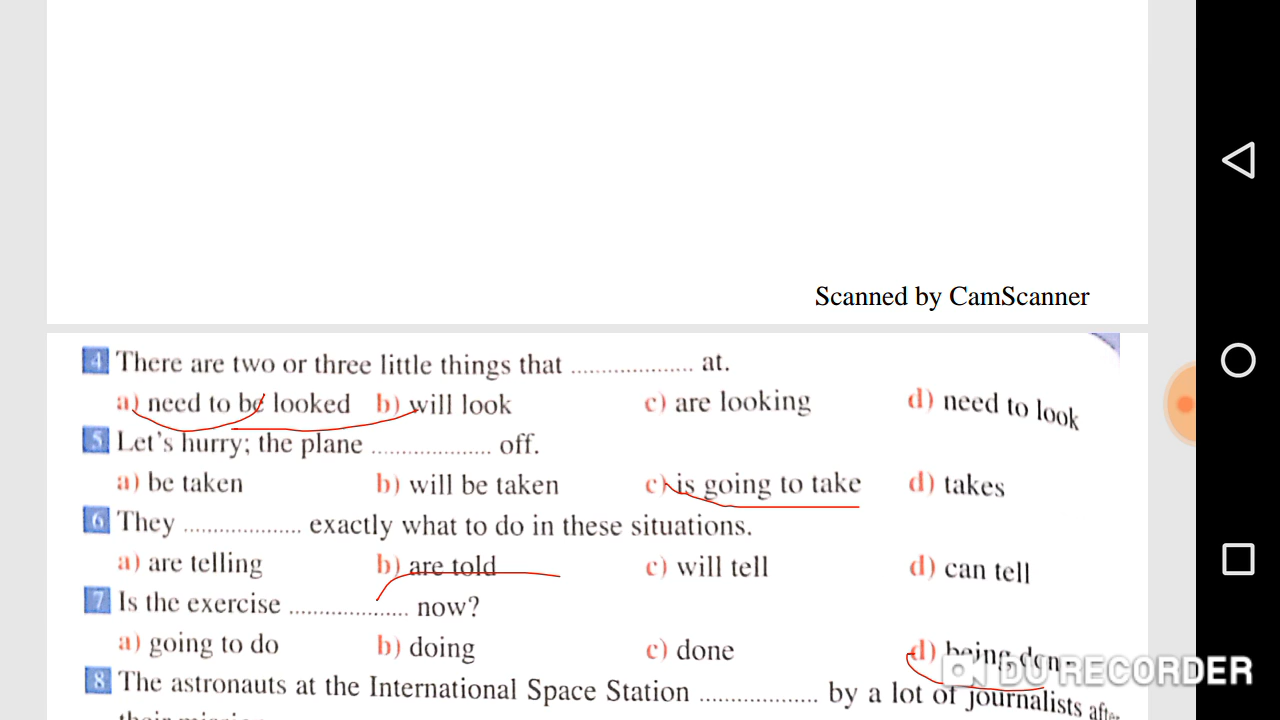 Scanned by CamScanner
4 There are two or three little things that .................... at.
a) need to be looked b) will look c) are looking d) need to look
5 Let's hurry; the plane .................... off.
a) be taken b) will be taken c) is going to take d) takes
6 They .................... exactly what to do in these situations.
a) are telling b) are told c) will tell d) can tell
7 Is the exercise .................... now?
a) going to do b) doing c) done d) being
DU RECORDER
8 The astronauts at the International Space Station .................... by a lot of journalists